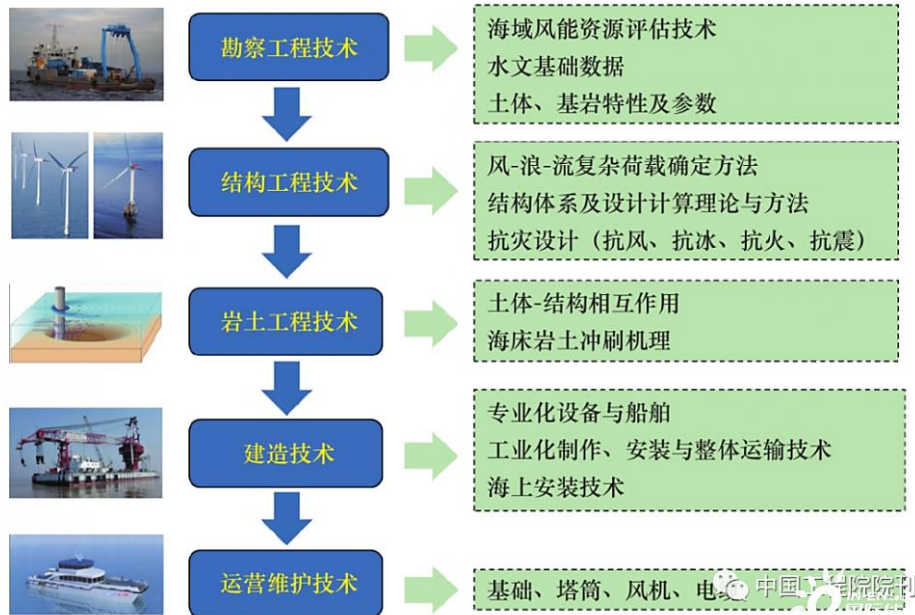 勘察工程技术
海域风能资源评估技术
水文基础数据
土体、基岩特性及参数
结构工程技术
风-浪-流复杂荷载确定方法
结构体系及设计计算理论与方法
抗灾设计（抗风、抗冰、抗火、抗震）
岩土工程技术
土体-结构相互作用
海床岩土冲刷机理
建造技术
专业化设备与船舶
工业化制作、安装与整体运输技术
海上安装技术
运营维护技术
基础、塔筒、风机、电
中国工程院院刊